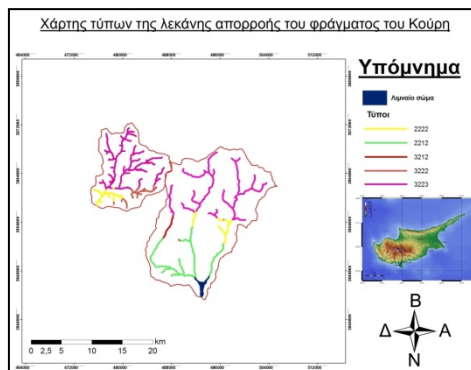 Χάρτης τύπων της λεκάνης απορροής του φράγματος του Κούρη
Υπόμνημα
Λιμναίο σώμα
Τύποι
2222
2212
3212
3222
3223
Β
Δ
Α
Ν
km
0 2,5 5 10 15 20